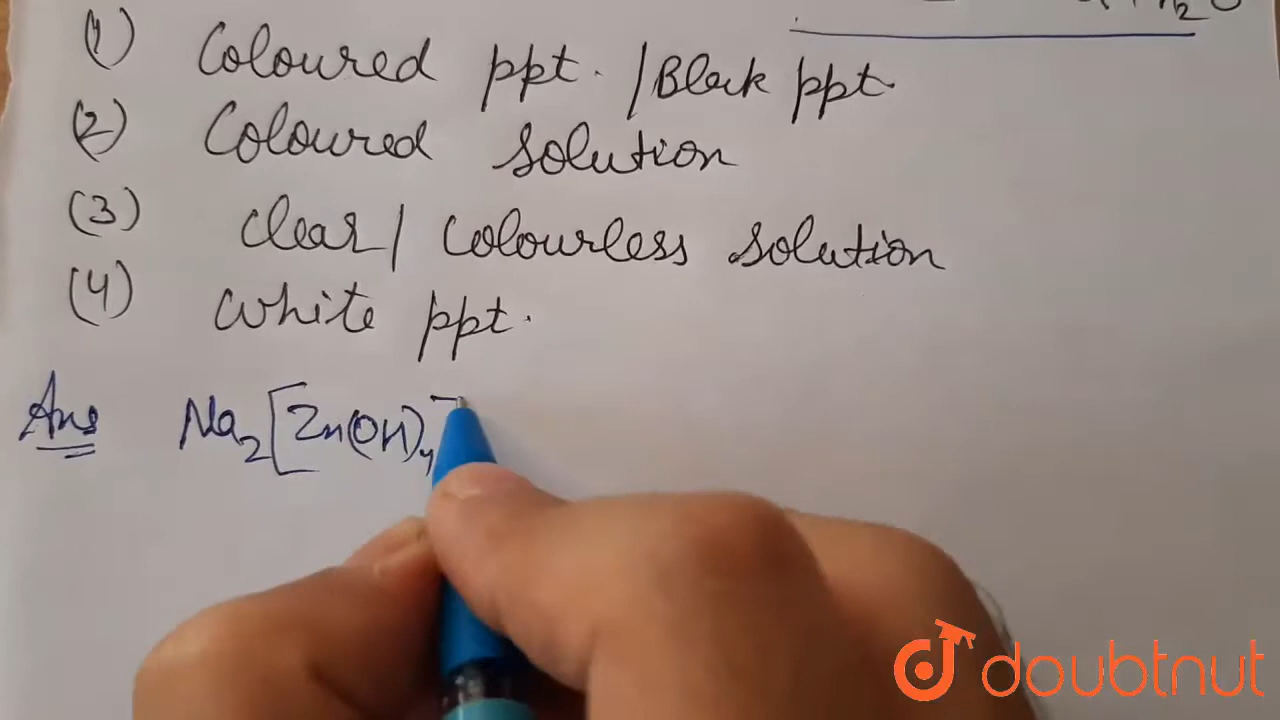 (1) Coloured ppt. / Black ppt.
(2) Coloured solution
(3) Clear / Colourless solution
(4) White ppt.
Ans Na2[Zn(OH)4]
doubtnut